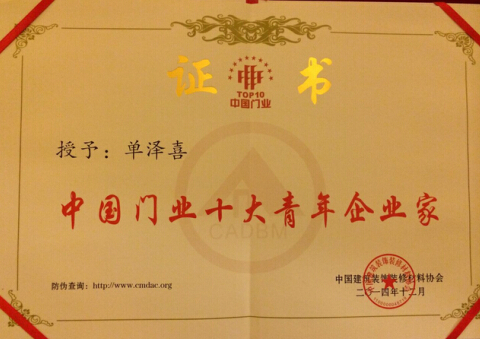 证书
TOP10
中国门业
授予：单泽喜
中国门业十大青年企业家
CADBM
防伪查询：http://www.cmdac.org
中国建筑装饰装修材料协会
二〇一四年十二月